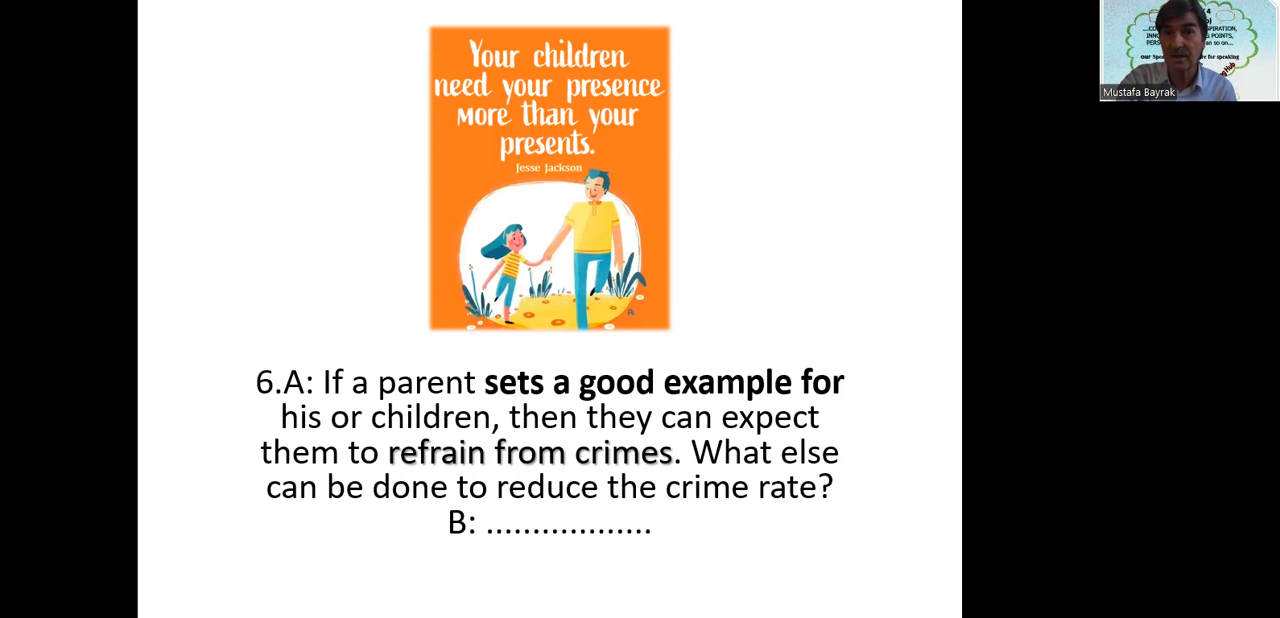 Your children
need your presence
more than your
presents.
Jesse Jackson
6.A: If a parent sets a good example for
his or children, then they can expect
them to refrain from crimes. What else
can be done to reduce the crime rate?
B: ..................
Mustafa Bayrak